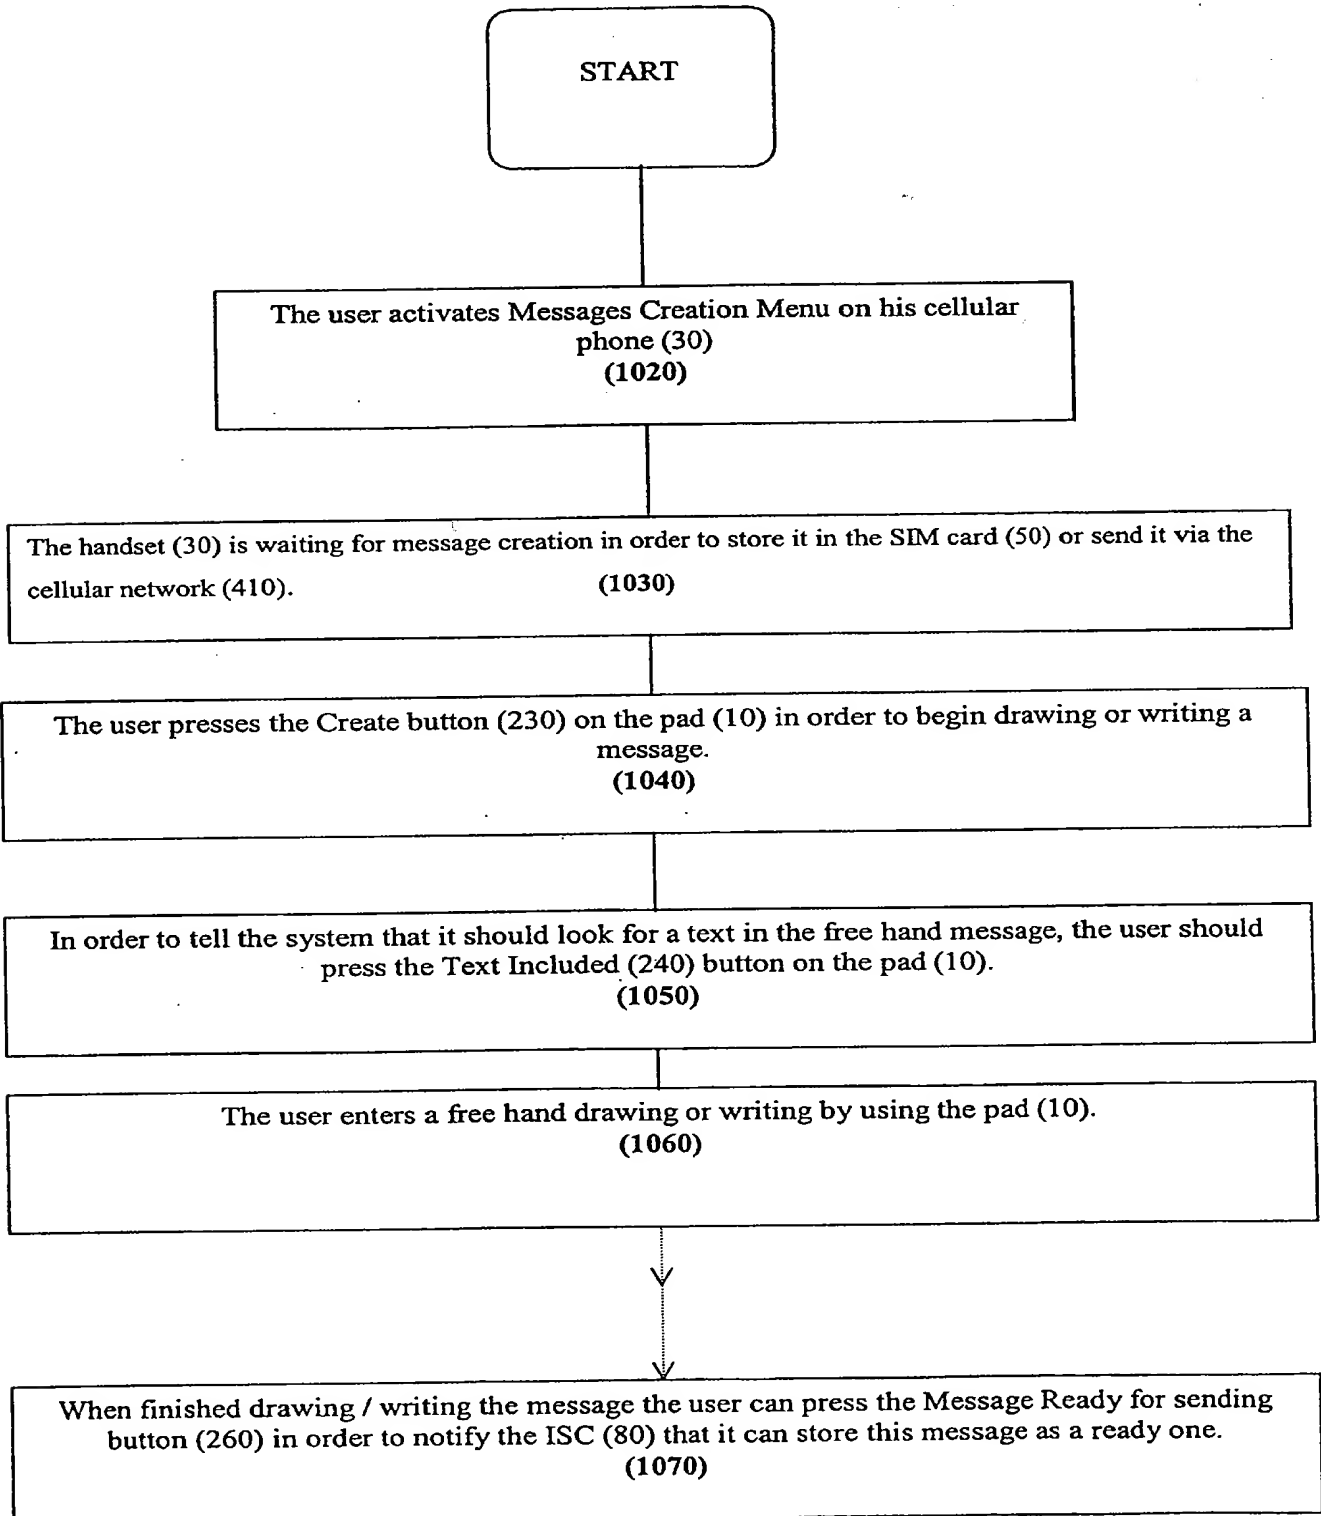 START
The user activates Messages Creation Menu on his cellular
phone (30)
(1020)
The handset (30) is waiting for message creation in order to store it in the SIM card (50) or send it via the
cellular network (410). (1030)
The user presses the Create button (230) on the pad (10) in order to begin drawing or writing a
message.
(1040)
In order to tell the system that it should look for a text in the free hand message, the user should
press the Text Included (240) button on the pad (10).
(1050)
The user enters a free hand drawing or writing by using the pad (10).
(1060)
When finished drawing / writing the message the user can press the Message Ready for sending
button (260) in order to notify the ISC (80) that it can store this message as a ready one.
(1070)